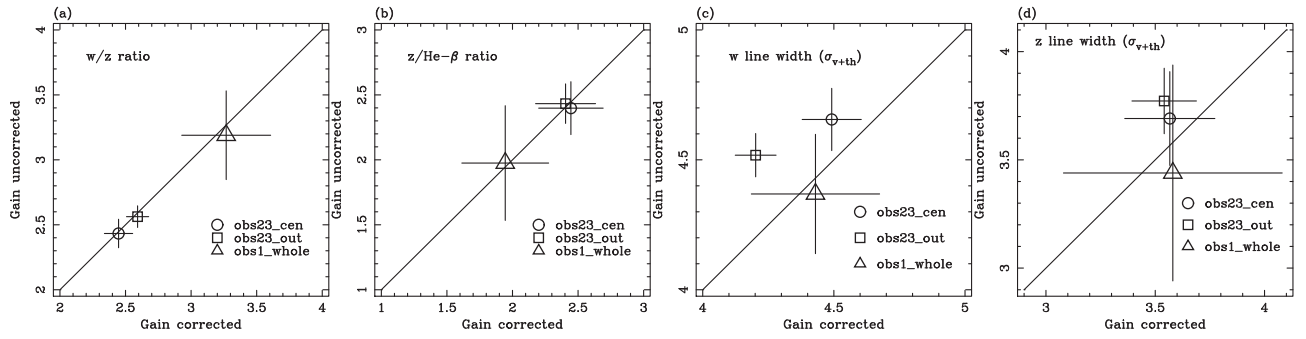 (a)
w/z ratio
Gain uncorrected
4
3.5
3
2.5
2
obs23_cen
obs23_out
obs1_whole
2
2.5
3
3.5
4
Gain corrected
(b)
z/He-β ratio
Gain uncorrected
3
2.5
2
1.5
1
obs23_cen
obs23_out
obs1_whole
1
1.5
2
2.5
3
Gain corrected
(c)
w line width (σv+th)
Gain uncorrected
5
4.5
4
obs23_cen
obs23_out
obs1_whole
4
4.5
5
Gain corrected
(d)
z line width (σv+th)
Gain uncorrected
4
3.5
3
obs23_cen
obs23_out
obs1_whole
3
3.5
4
Gain corrected